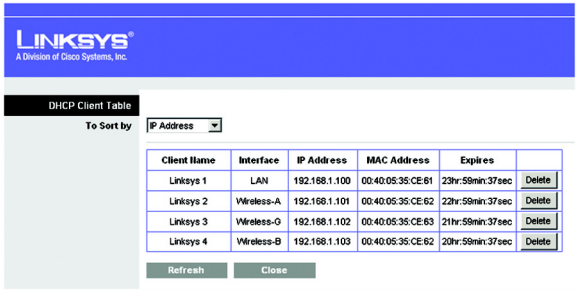 LINKSYS®
A Division of Cisco Systems, Inc.
DHCP Client Table
To Sort by IP Address
Client Name Interface IP Address MAC Address Expires
Linksys 1 LAN 192.168.1.100 00:40:05:35:CE:61 23hr:59min:37sec Delete
Linksys 2 Wireless-A 192.168.1.101 00:40:05:35:CE:62 22hr:59min:37sec Delete
Linksys 3 Wireless-G 192.168.1.102 00:40:05:35:CE:63 21hr:59min:37sec Delete
Linksys 4 Wireless-B 192.168.1.103 00:40:05:35:CE:62 20hr:59min:37sec Delete
Refresh Close